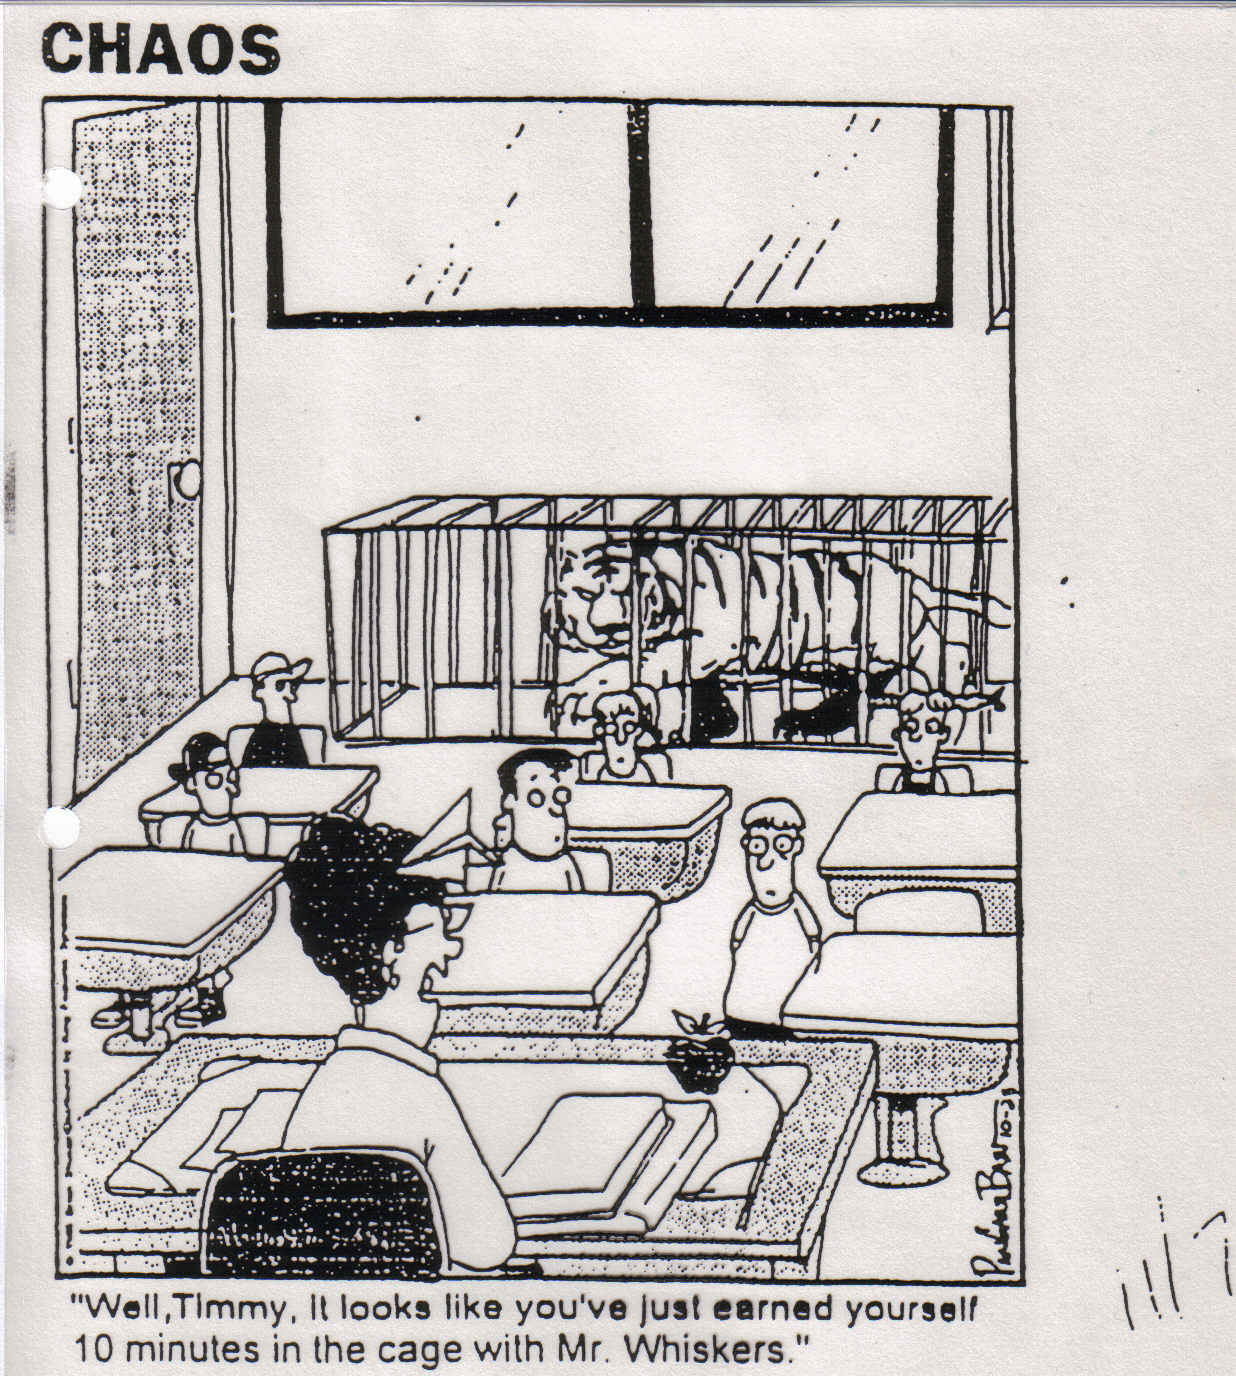 CHAOS
"Well, Timmy, it looks like you've just earned yourself
10 minutes in the cage with Mr. Whiskers."